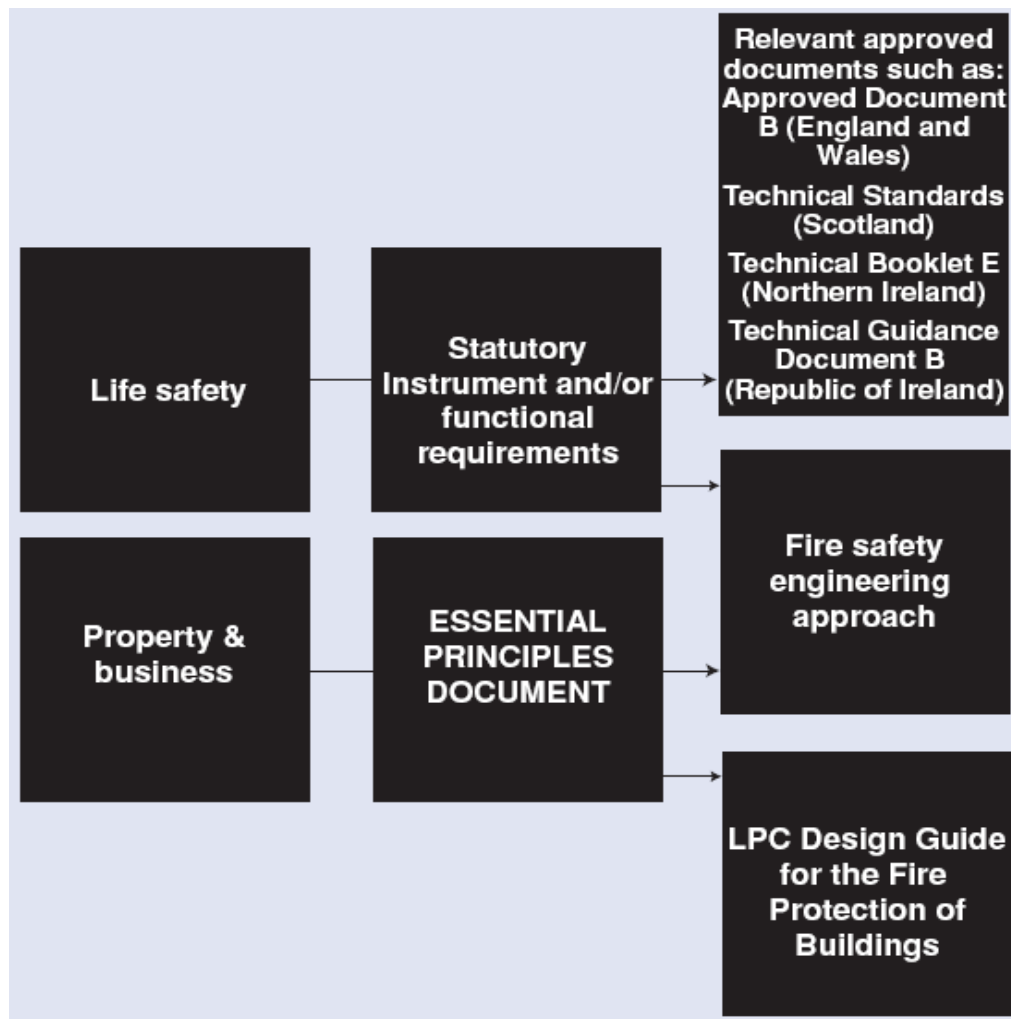 Relevant approved
documents such as:
Approved Document
B (England and
Wales)
Technical Standards
(Scotland)
Technical Booklet E
(Northern Ireland)
Technical Guidance
Document B
(Republic of Ireland)
Life safety
Statutory
Instrument and/or
functional
requirements
Fire safety
engineering
approach
Property &
business
ESSENTIAL
PRINCIPLES
DOCUMENT
LPC Design Guide
for the Fire
Protection of
Buildings